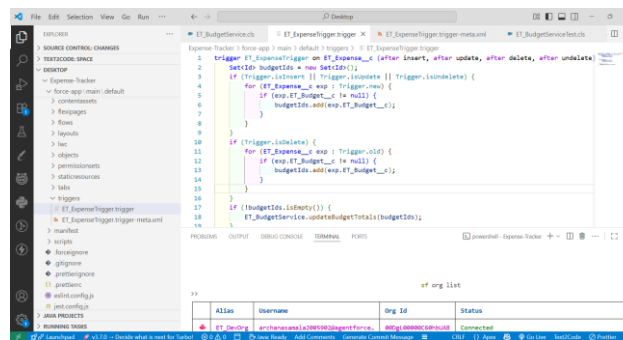 File Edit Selection View Go Run ···
Desktop
EXPLORER
SOURCE CONTROL: CHANGES
TEXT2CODE: SPACE
DESKTOP
Expense-Tracker
force-app \ main \ default
contentassets
flexipages
flows
layouts
lwc
objects
permissionsets
staticresources
tabs
triggers
ET_ExpenseTrigger.trigger
ET_ExpenseTrigger.trigger-meta.xml
manifest
scripts
.forceignore
.gitignore
.prettierignore
.prettierrc
eslint.config.js
jest.config.js
JAVA PROJECTS
RUNNING TASKS
ET_BudgetService.cls
ET_ExpenseTrigger.trigger
ET_ExpenseTrigger.trigger-meta.xml
ET_BudgetServiceTest.cls
Expense-Tracker > force-app > main > default > triggers > ET_ExpenseTrigger.trigger
1 trigger ET_ExpenseTrigger on ET_Expense__c (after insert, after update, after delete, after undelete)
2 Set<Id> budgetIds = new Set<Id>();
3 if (Trigger.isInsert || Trigger.isUpdate || Trigger.isUndelete) {
4 for (ET_Expense__c exp : Trigger.new) {
5 if (exp.ET_Budget__c != null) {
6 budgetIds.add(exp.ET_Budget__c);
7 }
8 }
9 }
10 if (Trigger.isDelete) {
11 for (ET_Expense__c exp : Trigger.old) {
12 if (exp.ET_Budget__c != null) {
13 budgetIds.add(exp.ET_Budget__c);
14 }
15 }
16 }
17 if (!budgetIds.isEmpty()) {
18 ET_BudgetService.updateBudgetTotals(budgetIds);
19 }
PROBLEMS OUTPUT DEBUG CONSOLE TERMINAL PORTS
powershell - Expense-Tracker
sf org list
>>
Alias Username Org Id Status
ET_DevOrg Connected
Launchpad v3.17.0 -- Decide what is next for Turbo! 0 0 Java: Ready Add Comments Generate Commit Message CRLF {} Apex Go Live Text2Code Prettier